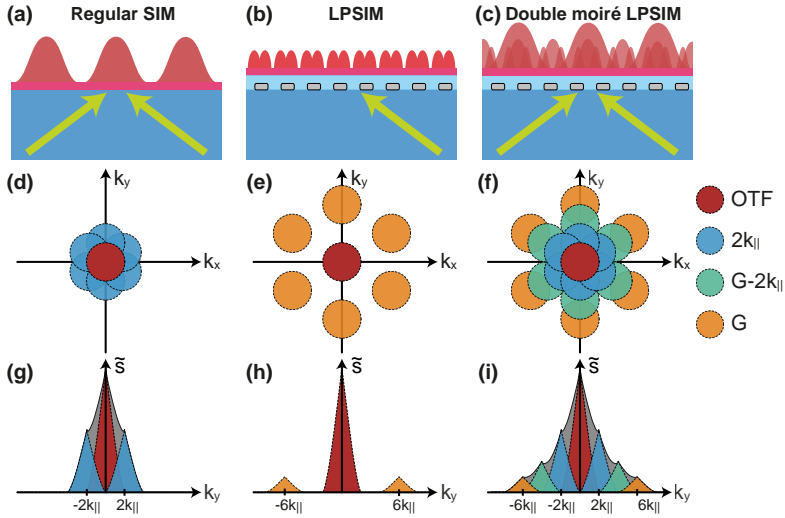 (a) Regular SIM
(b) LPSIM
(c) Double moiré LPSIM
(d) ky
kx
(e) ky
kx
(f) ky
kx
OTF
2k||
G-2k||
G
(g) s̃
-2k|| 2k|| ky
(h) s̃
-6k|| 6k|| ky
(i) s̃
-6k|| -2k|| 2k|| 6k|| ky